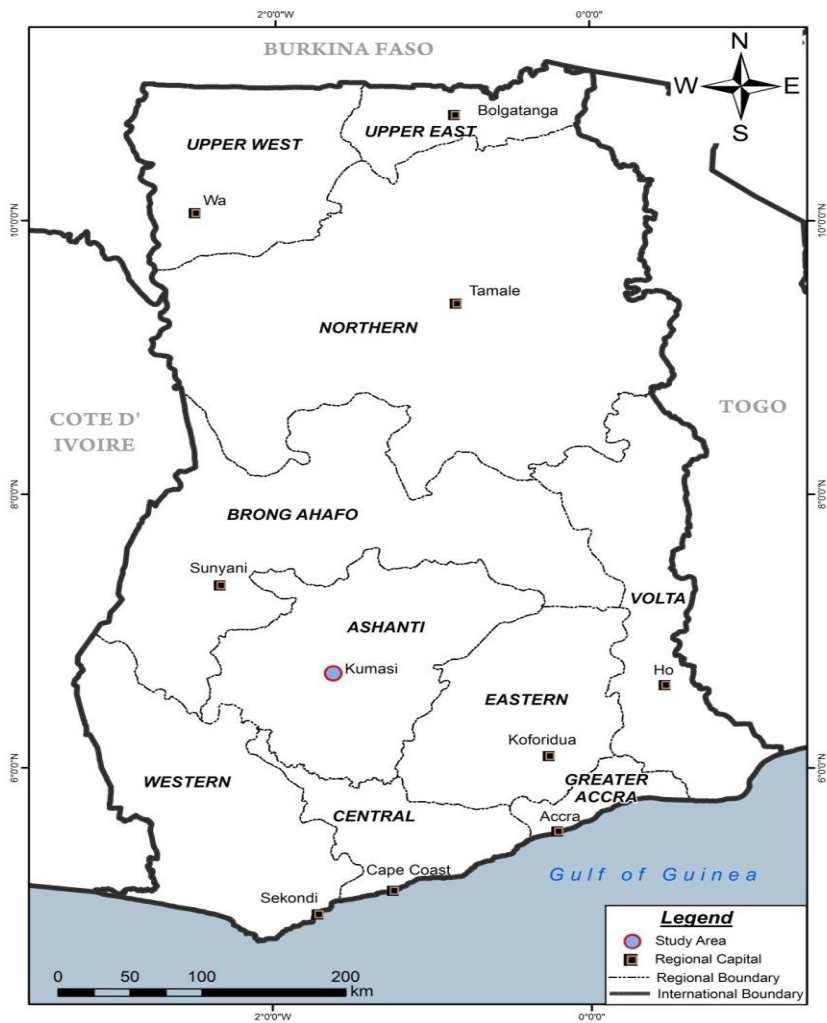 2°0'0"W
0°0'0"
BURKINA FASO
N
W
E
S
Bolgatanga
UPPER EAST
UPPER WEST
Wa
10°0'0"N
10°0'0"N
Tamale
NORTHERN
COTE D'
IVOIRE
TOGO
8°0'0"N
8°0'0"N
BRONG AHAFO
Sunyani
VOLTA
ASHANTI
Kumasi
Ho
EASTERN
Koforidua
6°0'0"N
6°0'0"N
WESTERN
GREATER
ACCRA
CENTRAL
Accra
Cape Coast
Gulf of Guinea
Sekondi
Legend
Study Area
Regional Capital
Regional Boundary
International Boundary
0 50 100 200
km
2°0'0"W
0°0'0"